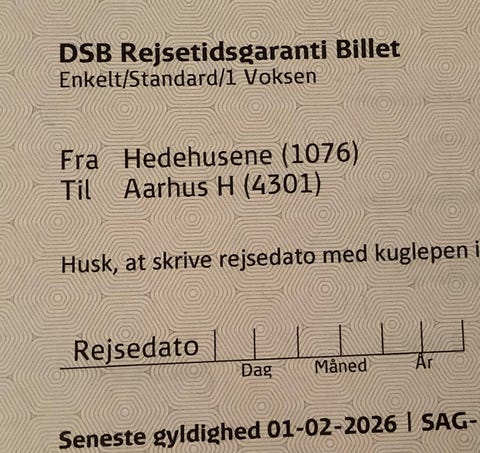 DSB Rejsetidsgaranti Billet
Enkelt/Standard/1 Voksen
Fra Hedehusene (1076)
Til Aarhus H (4301)
Husk, at skrive rejsedato med kuglepen i
Rejsedato
Dag Måned År
Seneste gyldighed 01-02-2026 | SAG-